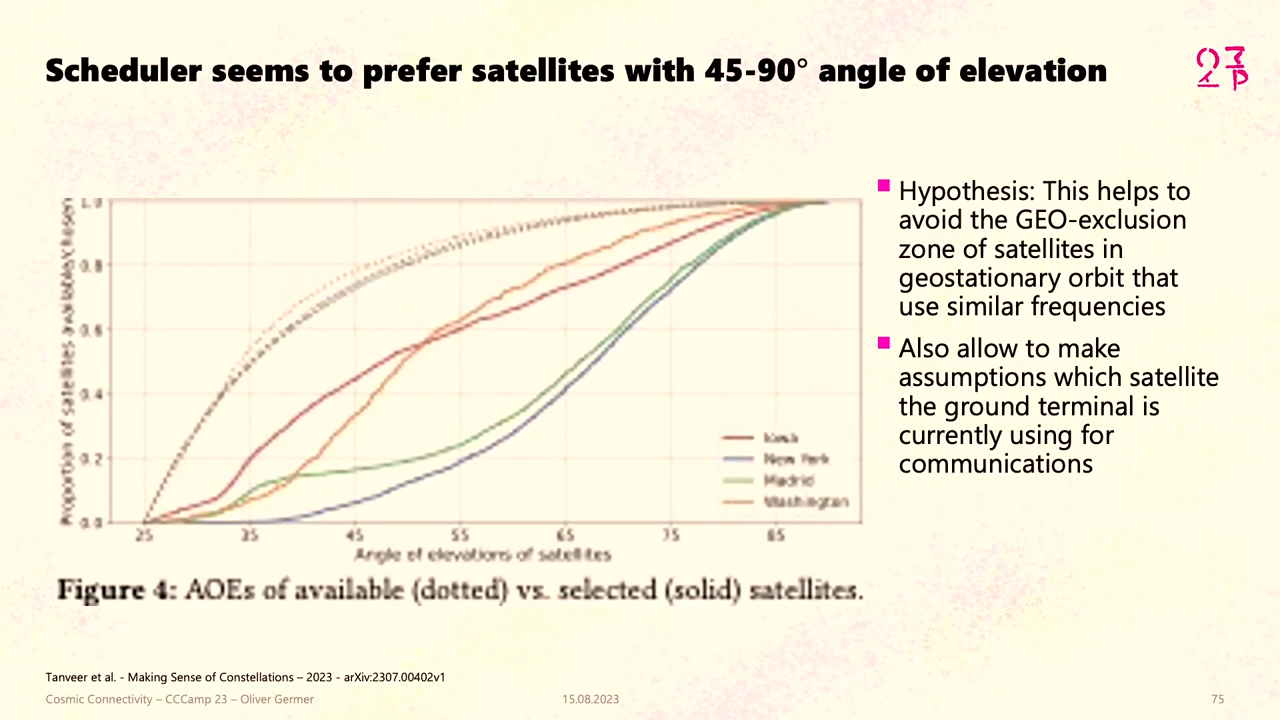 Scheduler seems to prefer satellites with 45-90° angle of elevation
Hypothesis: This helps to
avoid the GEO-exclusion
zone of satellites in
geostationary orbit that
use similar frequencies
Also allow to make
assumptions which satellite
the ground terminal is
currently using for
communications
Proportion of satellites available/chosen
1.0
0.8
0.6
0.4
0.2
0.0
25 35 45 55 65 75 85
Angle of elevations of satellites
Iowa
New York
Madrid
Washington
Figure 4: AOEs of available (dotted) vs. selected (solid) satellites.
Tanveer et al. - Making Sense of Constellations – 2023 - arXiv:2307.00402v1
Cosmic Connectivity – CCCamp 23 – Oliver Germer
15.08.2023
75